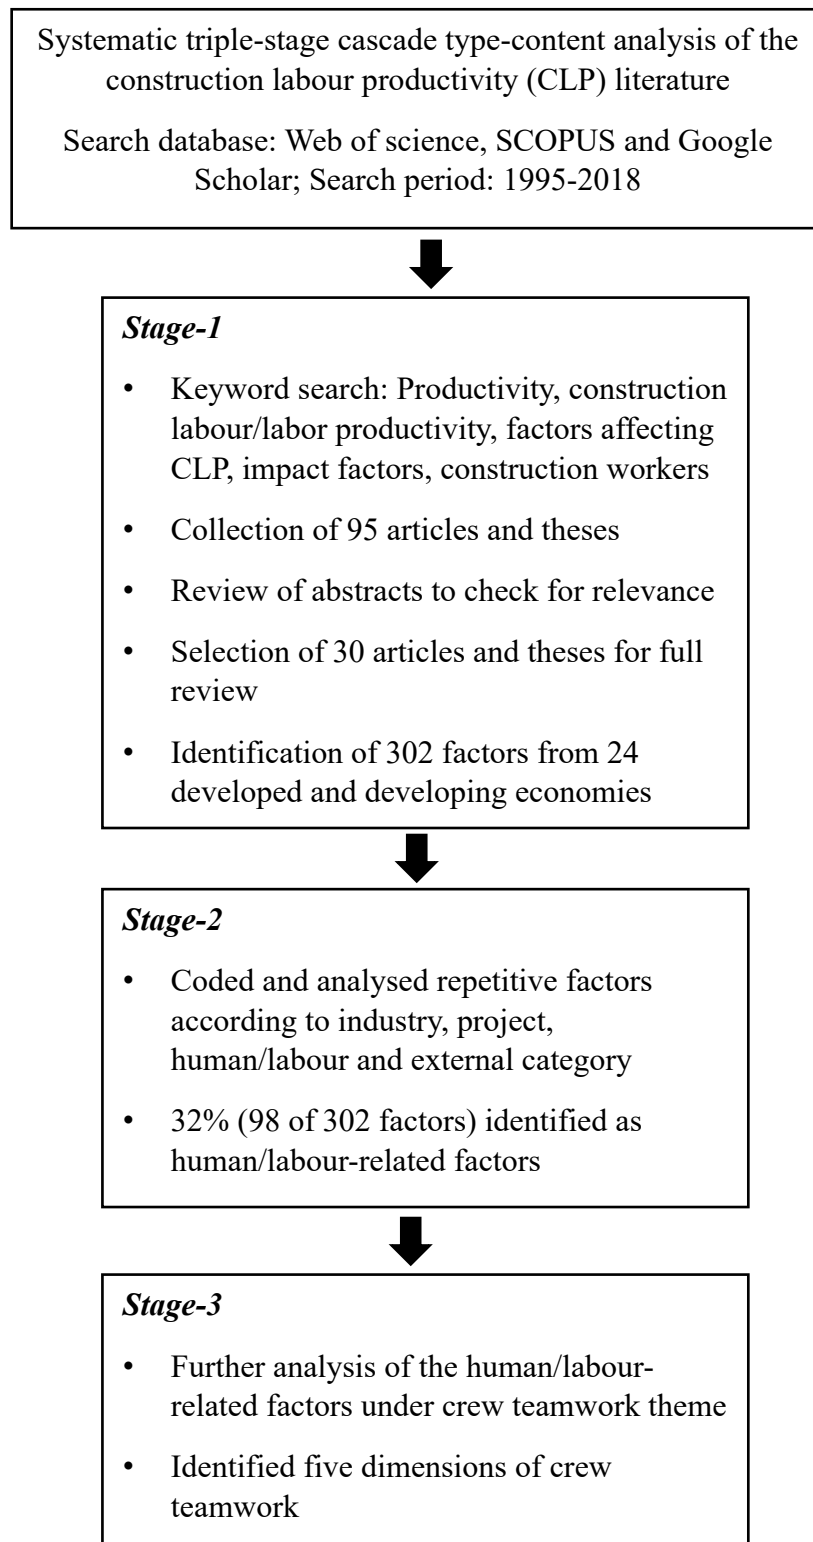 Systematic triple-stage cascade type-content analysis of the
construction labour productivity (CLP) literature
Search database: Web of science, SCOPUS and Google
Scholar; Search period: 1995-2018
Stage-1
• Keyword search: Productivity, construction
labour/labor productivity, factors affecting
CLP, impact factors, construction workers
• Collection of 95 articles and theses
• Review of abstracts to check for relevance
• Selection of 30 articles and theses for full
review
• Identification of 302 factors from 24
developed and developing economies
Stage-2
• Coded and analysed repetitive factors
according to industry, project,
human/labour and external category
• 32% (98 of 302 factors) identified as
human/labour-related factors
Stage-3
• Further analysis of the human/labour-
related factors under crew teamwork theme
• Identified five dimensions of crew
teamwork